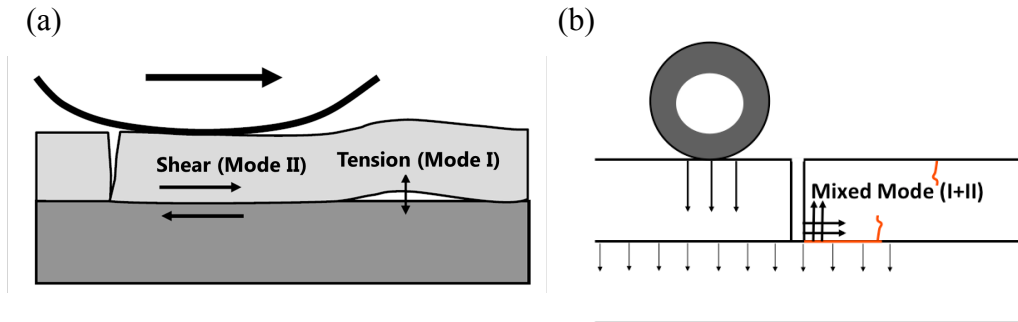 (a)
(b)
Shear (Mode II)
Tension (Mode I)
Mixed Mode (I+II)